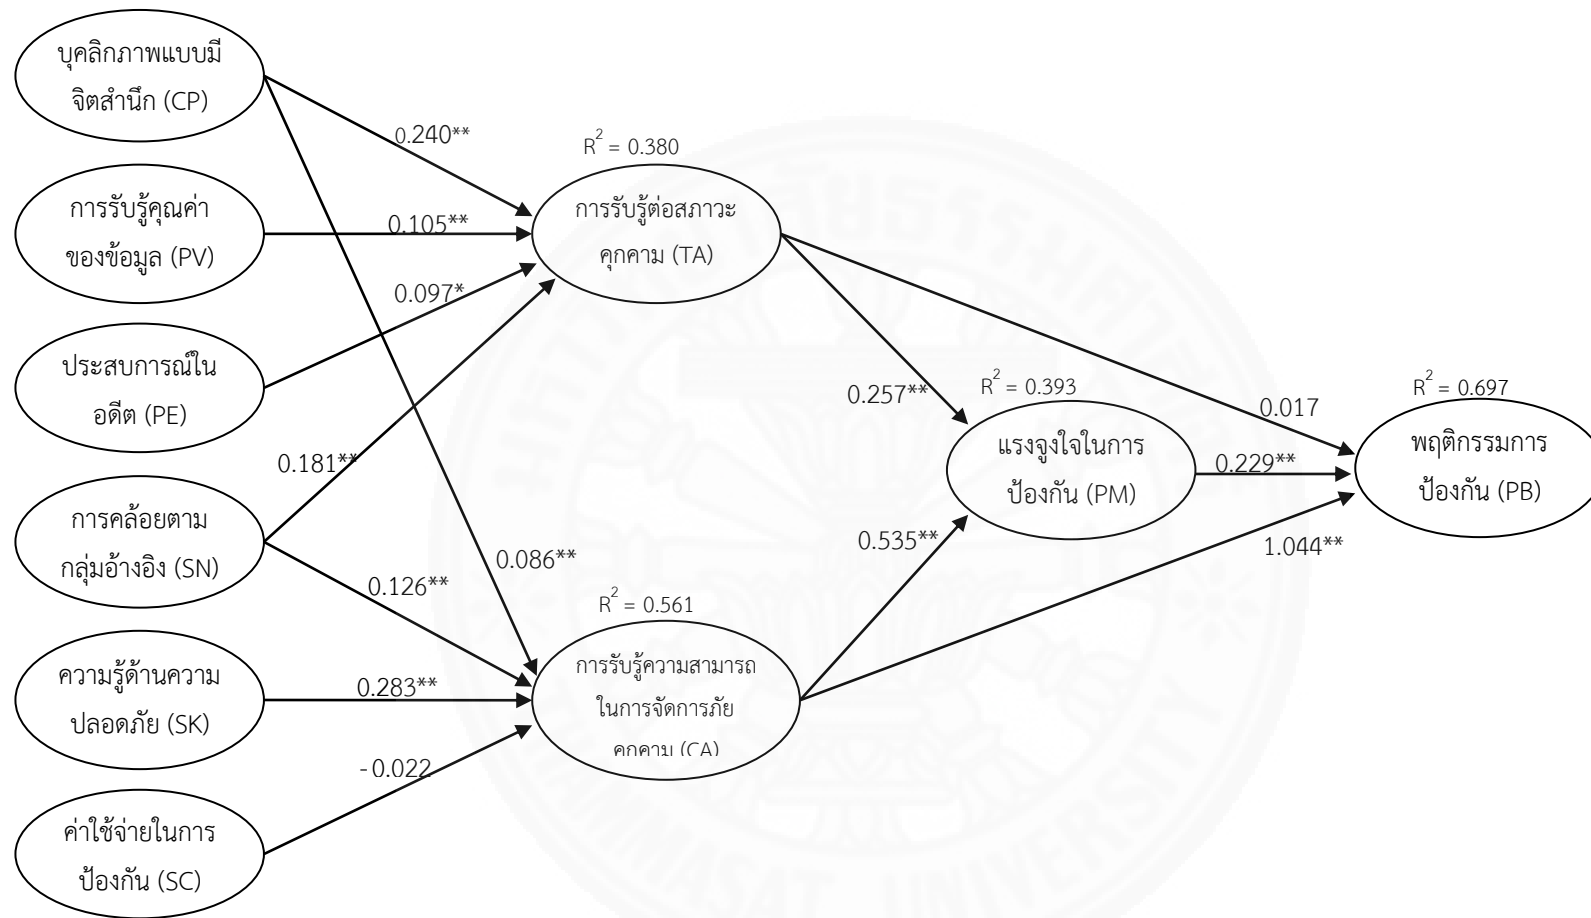 บุคลิกภาพแบบมี
จิตสำนึก (CP)
0.240**
R² = 0.380
การรับรู้คุณค่า
ของข้อมูล (PV)
0.105**
การรับรู้ต่อสภาวะ
คุกคาม (TA)
0.097*
ประสบการณ์ใน
อดีต (PE)
0.257**
R² = 0.393
0.017
R² = 0.697
0.181**
แรงจูงใจในการ
ป้องกัน (PM)
0.229**
พฤติกรรมการ
ป้องกัน (PB)
การคล้อยตาม
กลุ่มอ้างอิง (SN)
0.086**
0.535**
1.044**
0.126**
R² = 0.561
ความรู้ด้านความ
ปลอดภัย (SK)
0.283**
การรับรู้ความสามารถ
ในการจัดการภัย
คุกคาม (CA)
-0.022
ค่าใช้จ่ายในการ
ป้องกัน (SC)
THAMMASAT UNIVERSITY